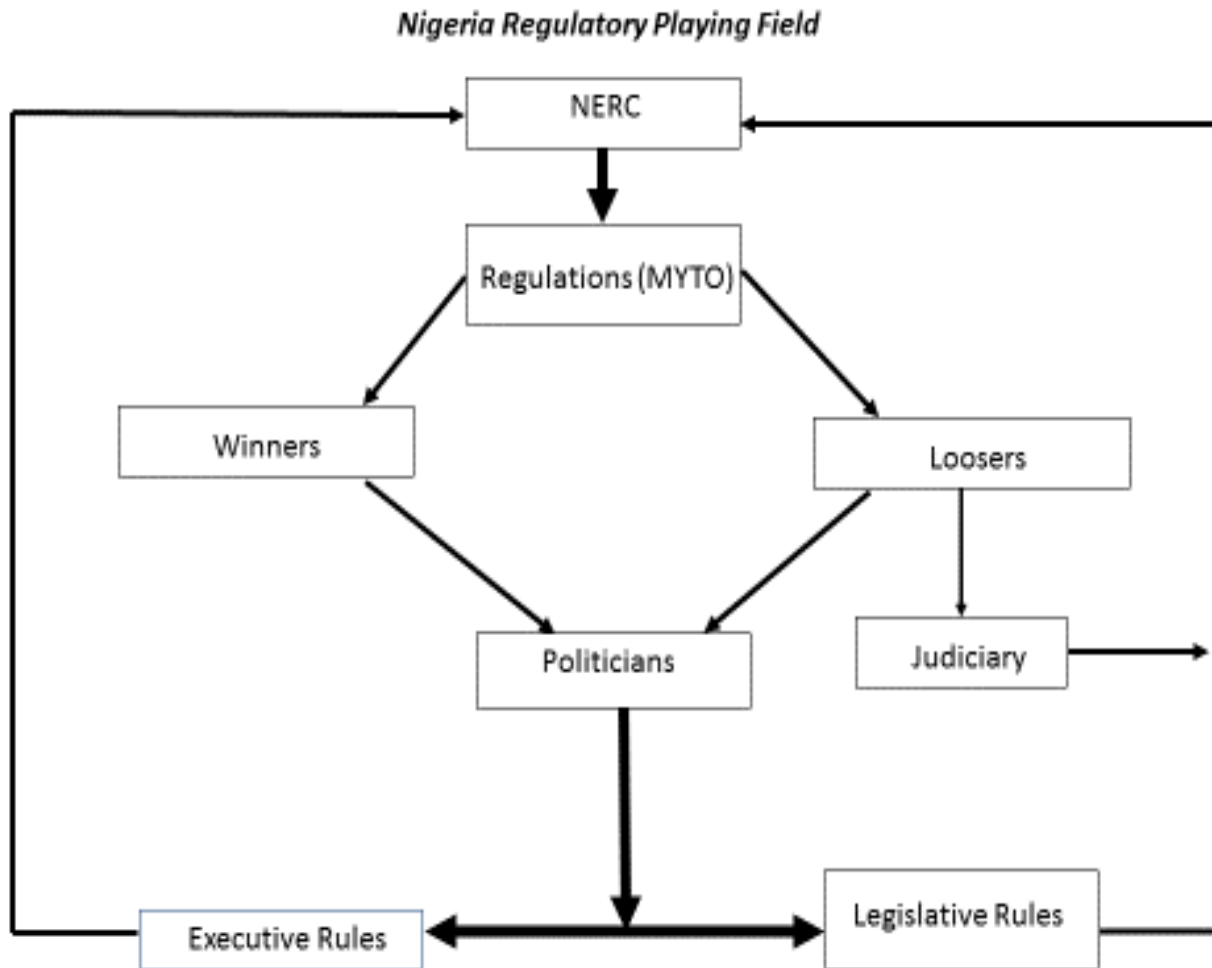 Nigeria Regulatory Playing Field
NERC
Regulations (MYTO)
Winners
Loosers
Politicians
Judiciary
Executive Rules
Legislative Rules